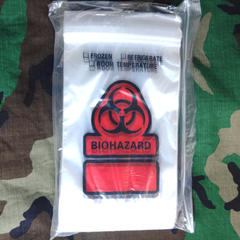 FROZEN REFRIGERATE
ROOM TEMPERATURE
BIOHAZARD